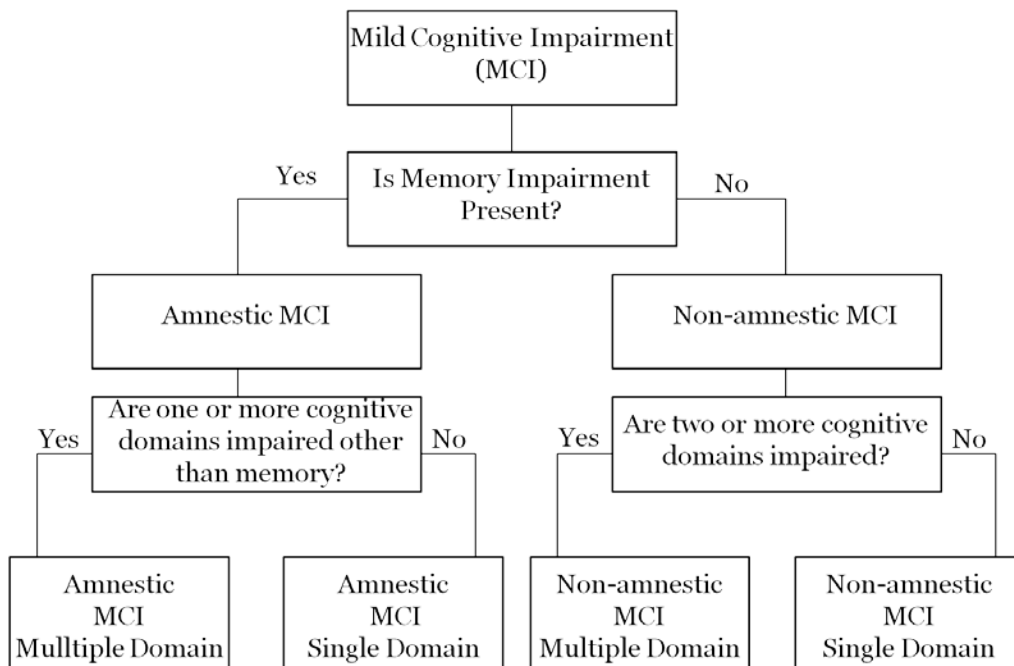 Mild Cognitive Impairment
(MCI)
Yes
Is Memory Impairment
Present?
No
Amnestic MCI
Non-amnestic MCI
Yes
Are one or more cognitive
domains impaired other
than memory?
No
Yes
Are two or more cognitive
domains impaired?
No
Amnestic
MCI
Mulltiple Domain
Amnestic
MCI
Single Domain
Non-amnestic
MCI
Multiple Domain
Non-amnestic
MCI
Single Domain